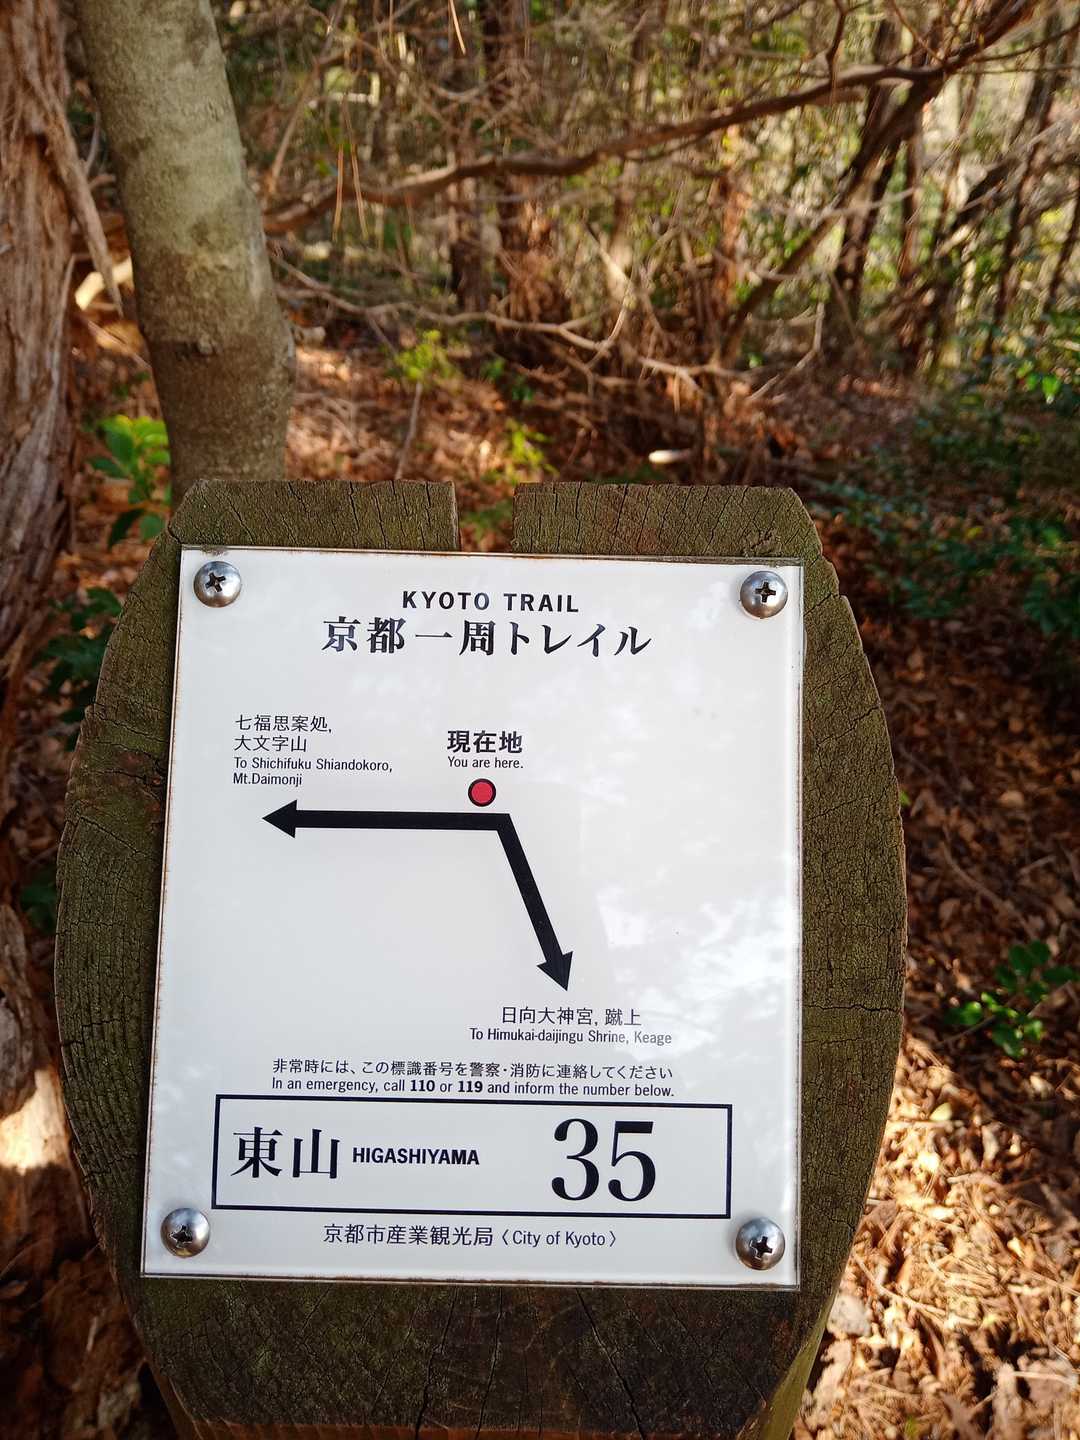 KYOTO TRAIL
京都一周トレイル
七福思案処,
大文字山
To Shichifuku Shiandokoro,
Mt.Daimonji
現在地
You are here.
日向大神宮, 蹴上
To Himukai-daijingu Shrine, Keage
非常時には、この標識番号を警察・消防に連絡してください
In an emergency, call 110 or 119 and inform the number below.
東山 HIGASHIYAMA 35
京都市産業観光局〈City of Kyoto〉